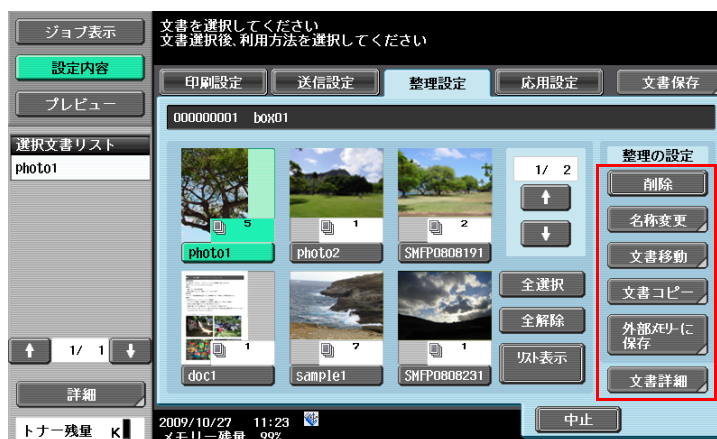 ジョブ表示
設定内容
プレビュー
選択文書リスト
photo1
1/ 1
詳細
トナー残量 K
文書を選択してください
文書選択後、利用方法を選択してください
印刷設定
送信設定
整理設定
応用設定
文書保存
000000001 box01
5
photo1
1
photo2
2
SMFP0808191
1
doc1
7
sample1
1
SMFP0808231
1/ 2
全選択
全解除
リスト表示
整理の設定
削除
名称変更
文書移動
文書コピー
外部メモリーに
保存
文書詳細
2009/10/27 11:23
メモリー残量 99%
中止